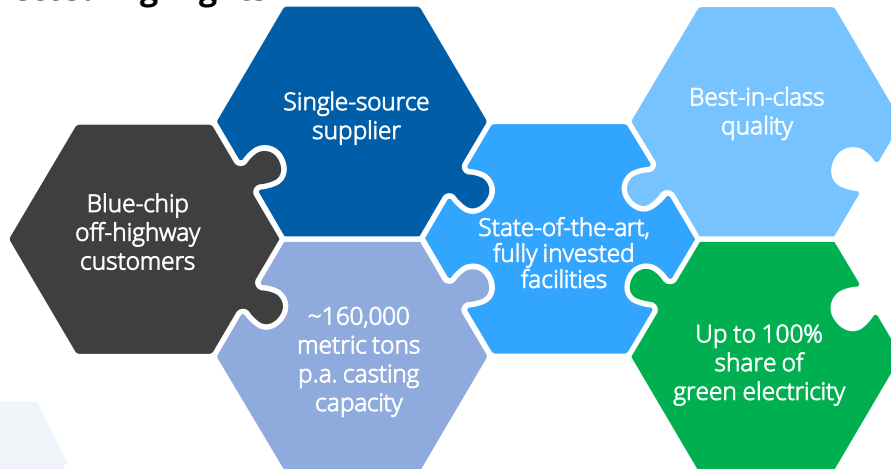 Single-source
supplier
Best-in-class
quality
Blue-chip
off-highway
customers
State-of-the-art,
fully invested
facilities
~160,000
metric tons
p.a. casting
capacity
Up to 100%
share of
green electricity